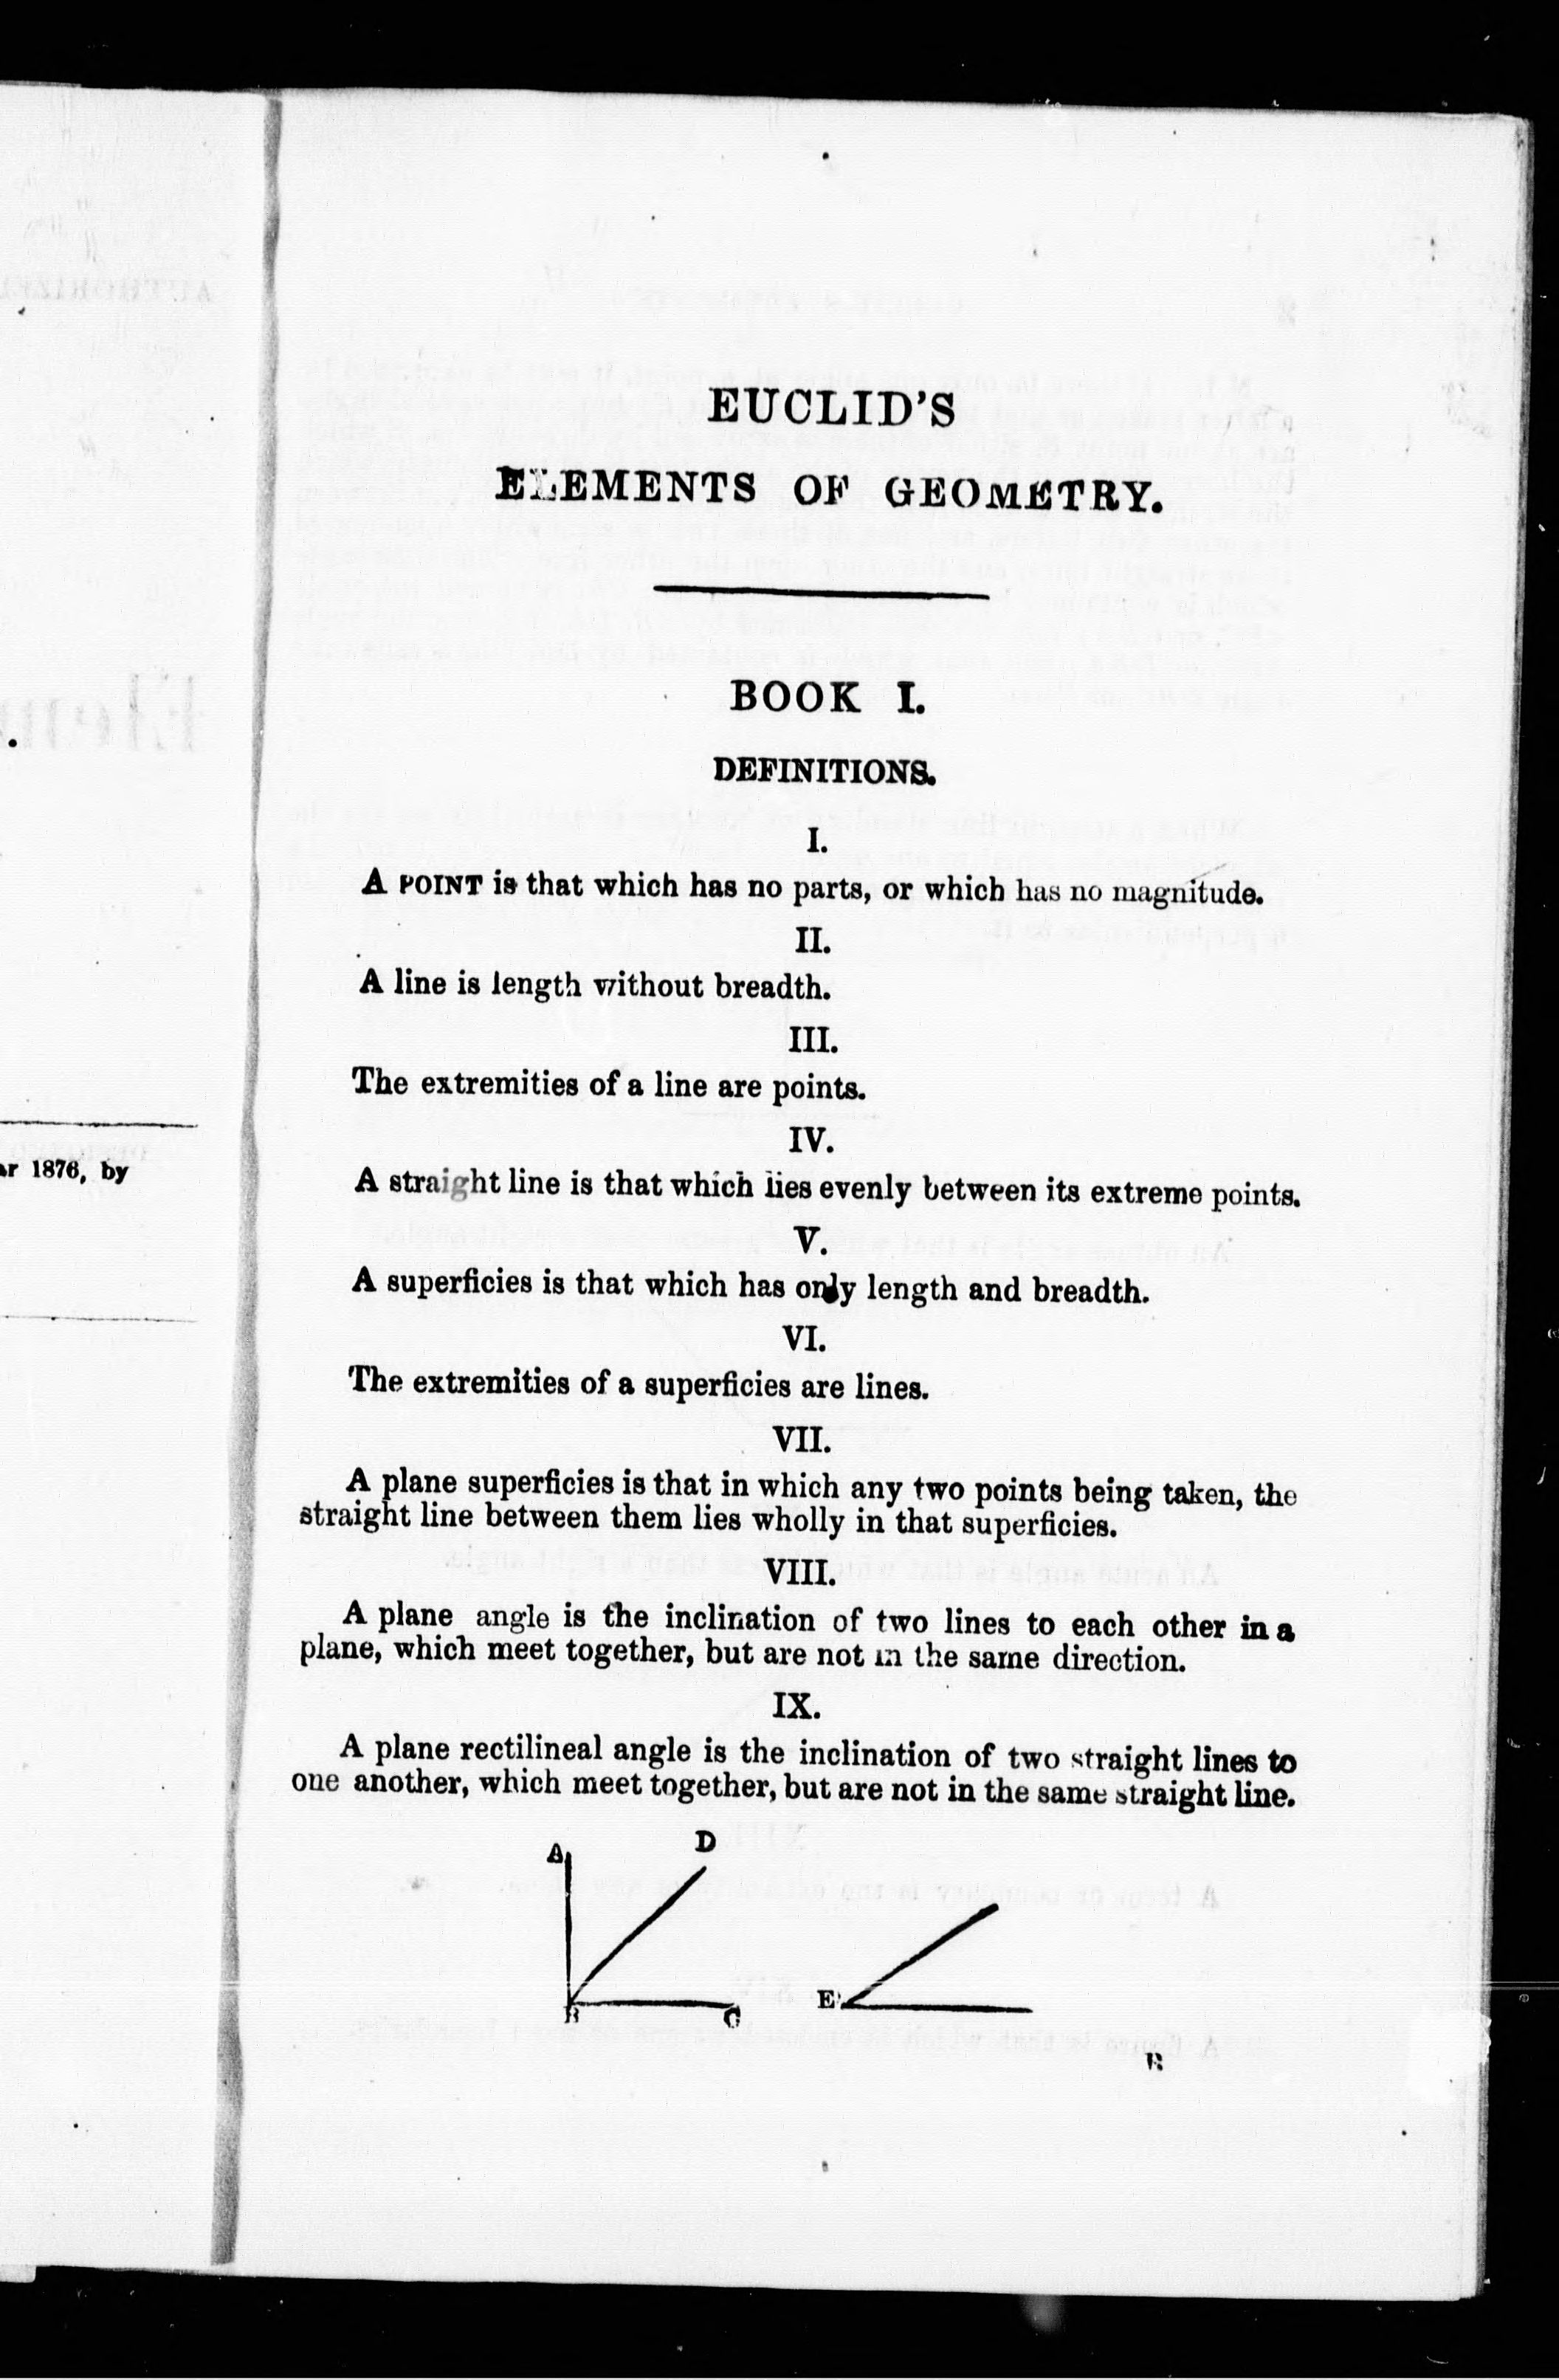 ar 1876, by
EUCLID'S
ELEMENTS OF GEOMETRY.
BOOK I.
DEFINITIONS.
I.
A POINT is that which has no parts, or which has no magnitude.
II.
A line is length without breadth.
III.
The extremities of a line are points.
IV.
A straight line is that which lies evenly between its extreme points.
V.
A superficies is that which has only length and breadth.
VI.
The extremities of a superficies are lines.
VII.
A plane superficies is that in which any two points being taken, the
straight line between them lies wholly in that superficies.
VIII.
A plane angle is the inclination of two lines to each other in a
plane, which meet together, but are not in the same direction.
IX.
A plane rectilineal angle is the inclination of two straight lines to
one another, which meet together, but are not in the same straight line.
A D
E
B C